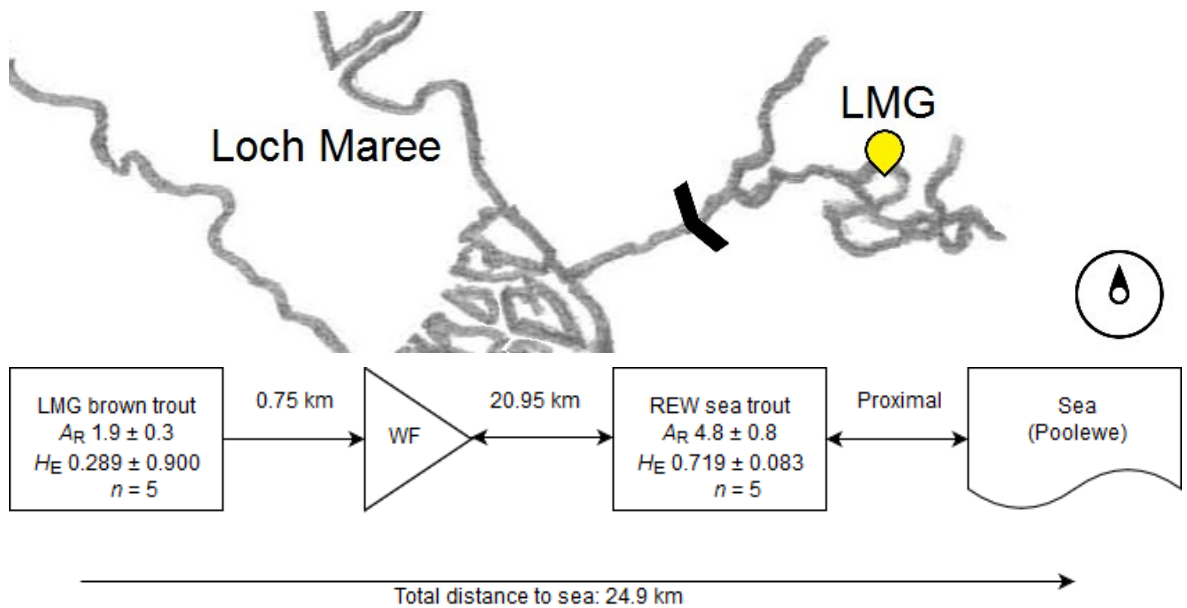 LMG
Loch Maree
LMG brown trout
AR 1.9 ± 0.3
HE 0.289 ± 0.900
n = 5
0.75 km
WF
20.95 km
REW sea trout
AR 4.8 ± 0.8
HE 0.719 ± 0.083
n = 5
Proximal
Sea
(Poolewe)
Total distance to sea: 24.9 km